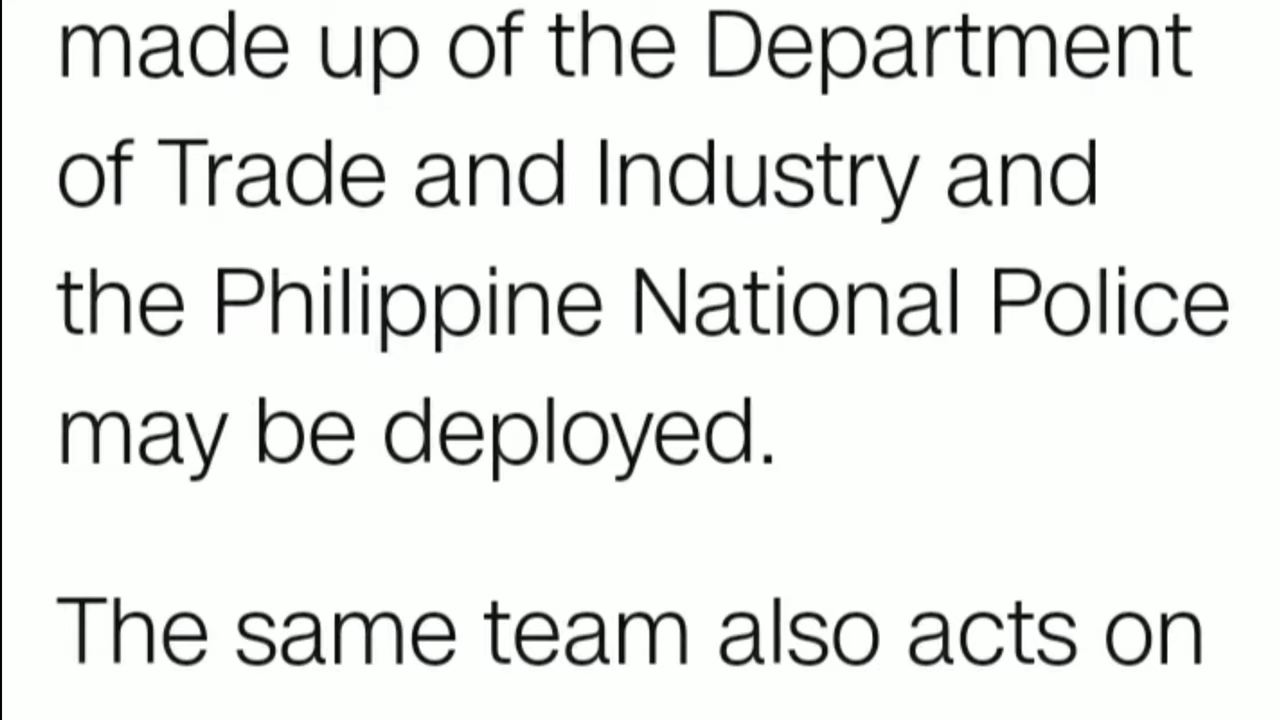 made up of the Department
of Trade and Industry and
the Philippine National Police
may be deployed.
The same team also acts on